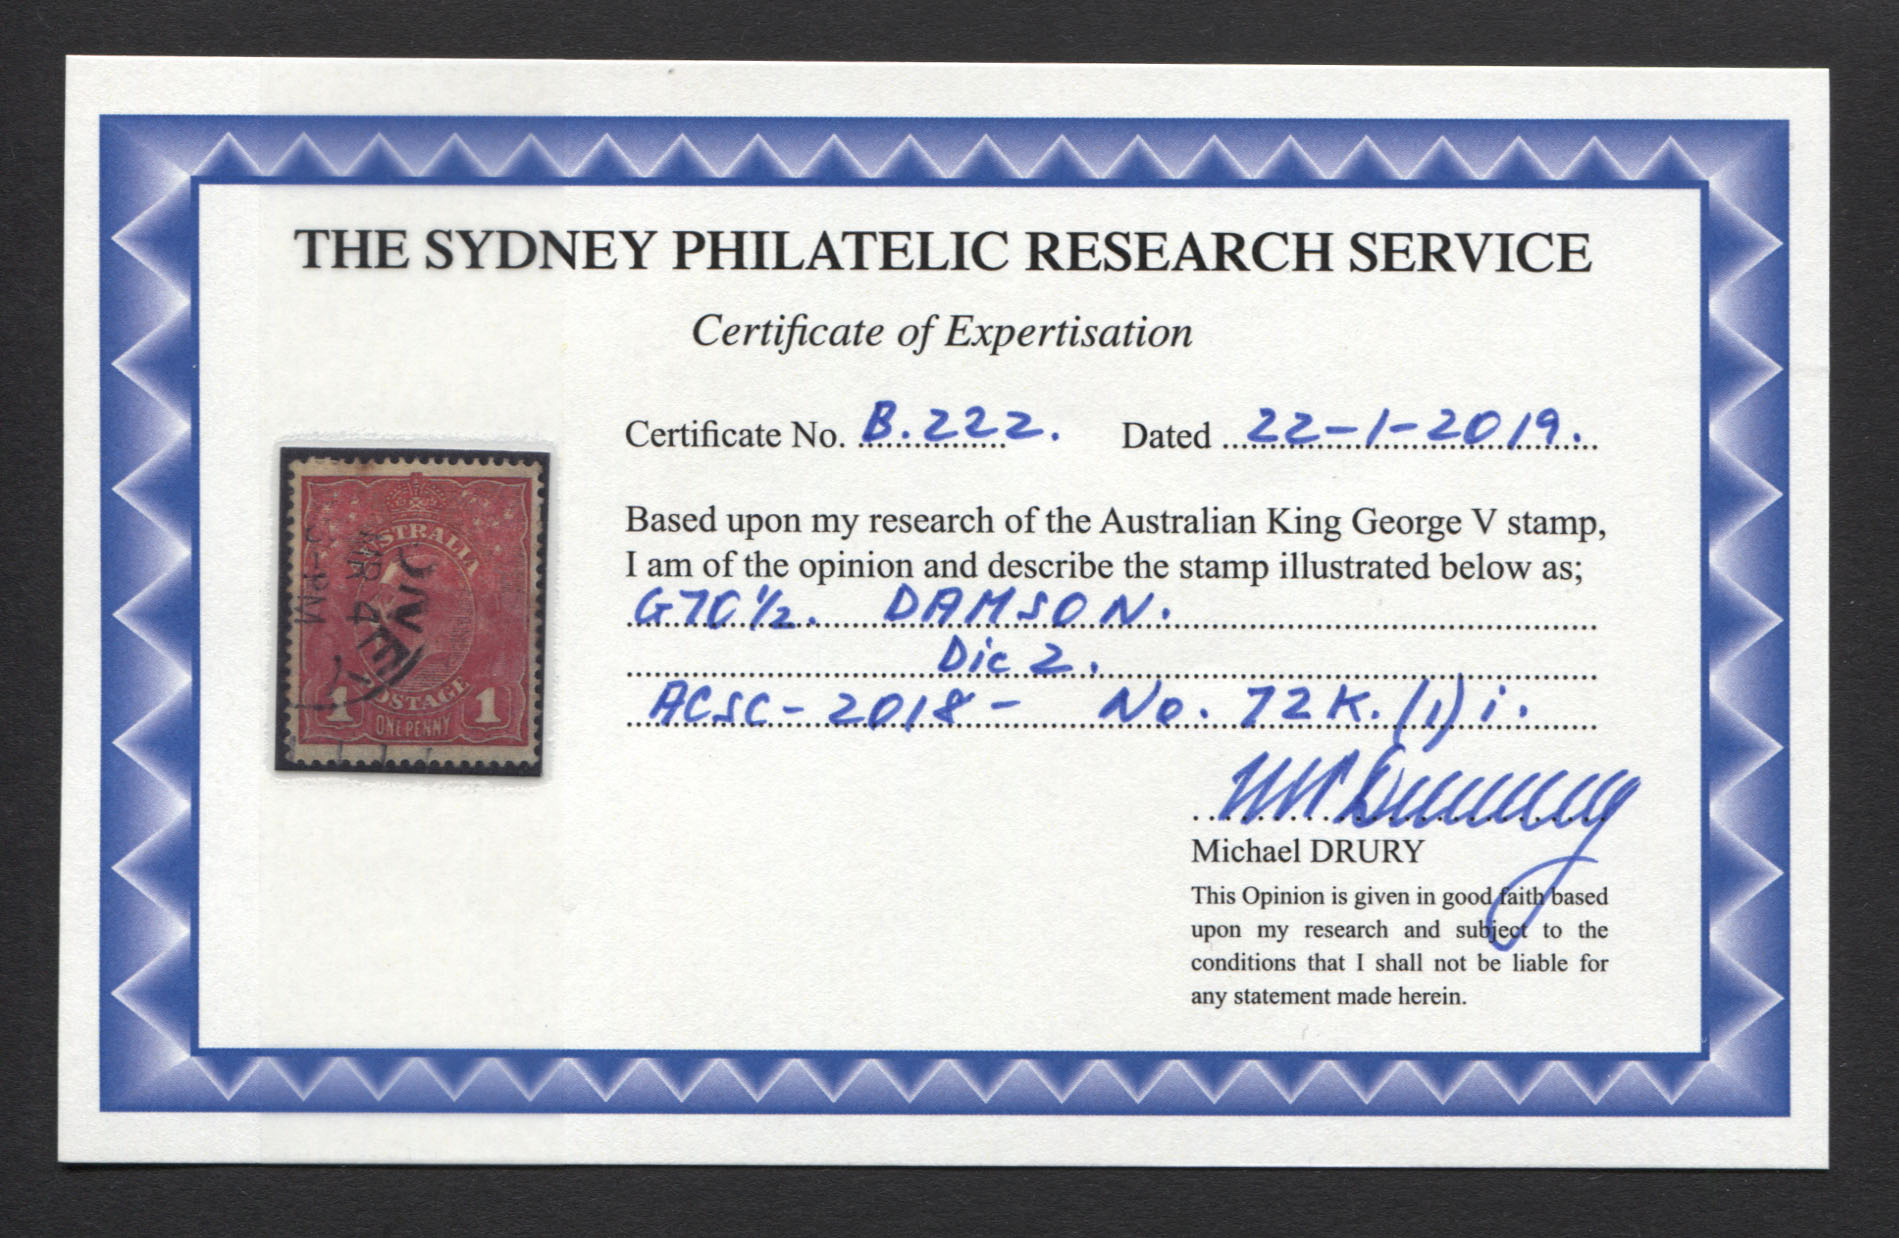 THE SYDNEY PHILATELIC RESEARCH SERVICE
Certificate of Expertisation
Certificate No. B.222. Dated 22-1-2019.
Based upon my research of the Australian King George V stamp,
I am of the opinion and describe the stamp illustrated below as;
G70½. DAMSON.
Die 2.
ACSC-2018- No. 72K.(1)i.
Michael DRURY
This Opinion is given in good faith based
upon my research and subject to the
conditions that I shall not be liable for
any statement made herein.
AUSTRALIA
POSTAGE
1 ONE PENNY 1
MR 4
-PM